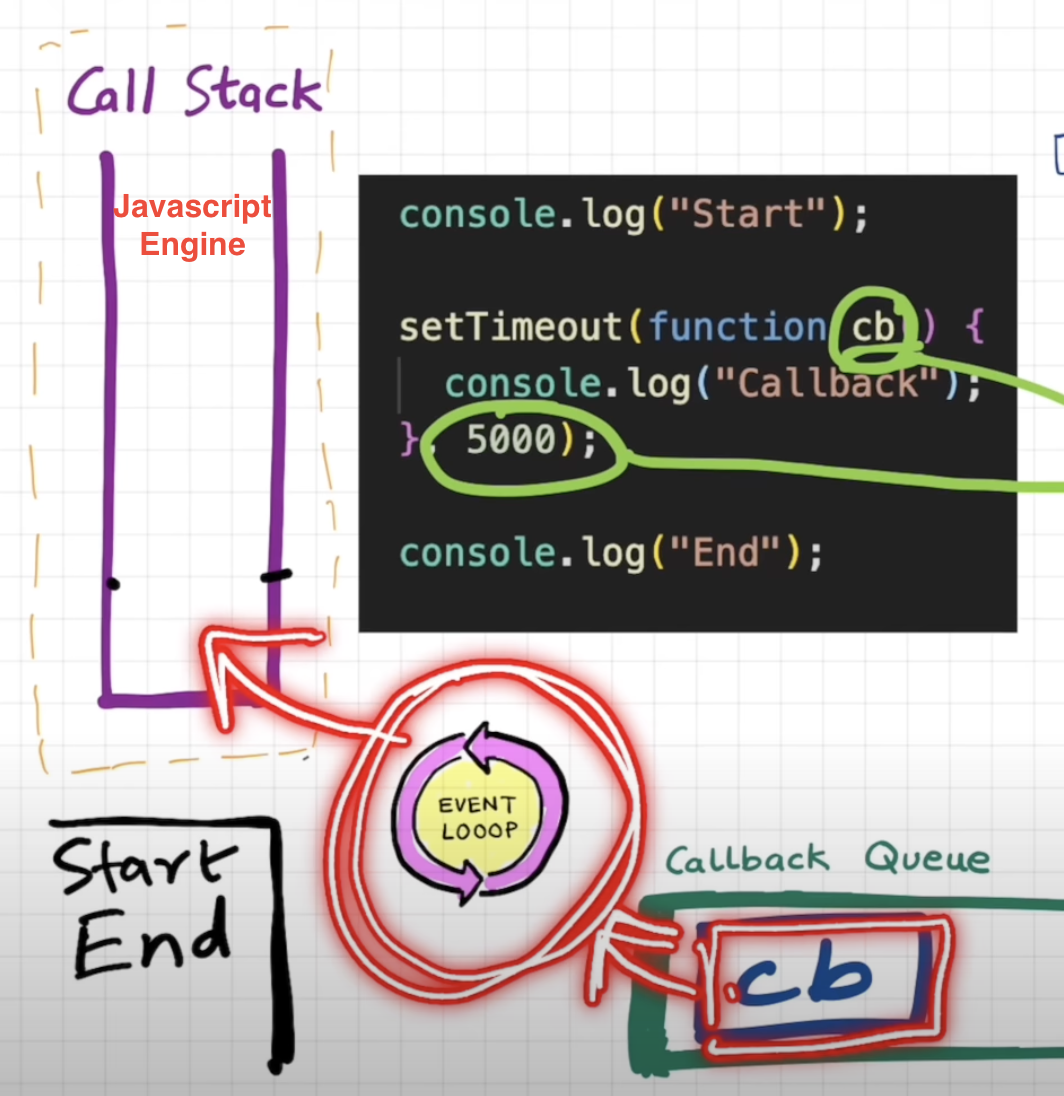 Call Stack
Javascript
Engine
console.log("Start");
setTimeout(function cb() {
console.log("Callback");
}, 5000);
console.log("End");
EVENT
LOOOP
Start
End
Callback Queue
cb